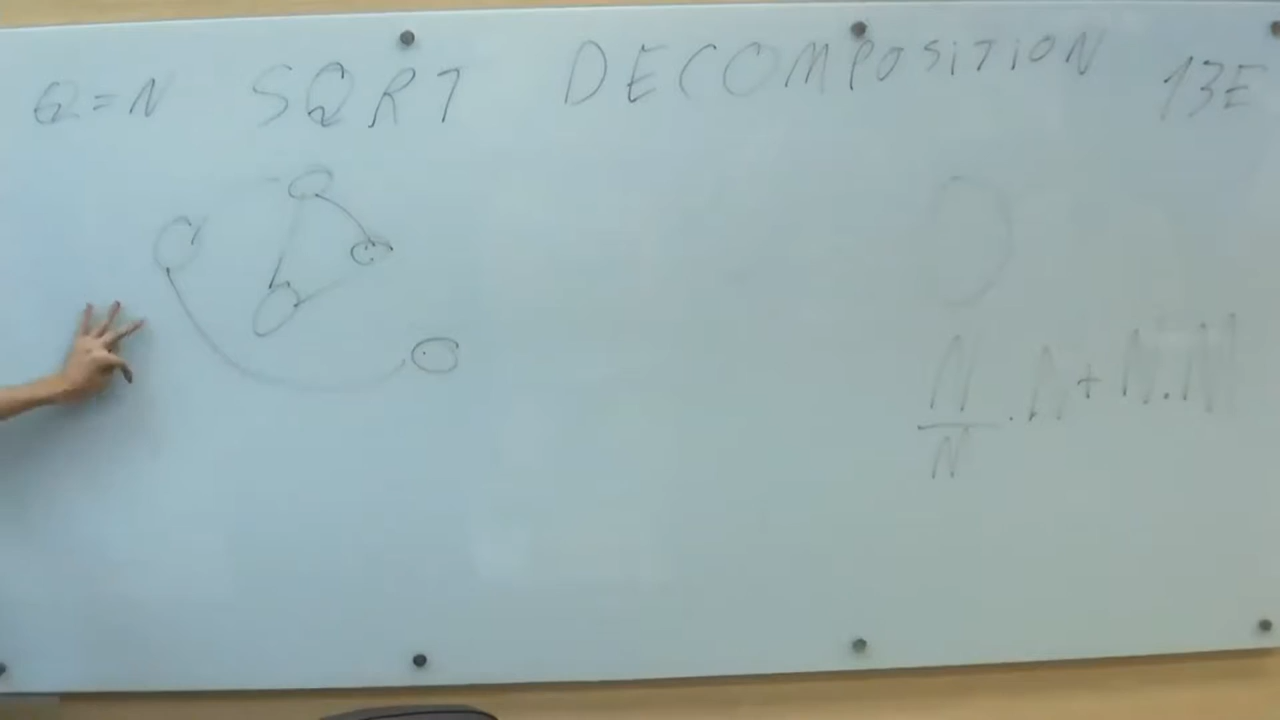 Q=N SQRT DECOMPOSITION 13E
N/N . N + N.N